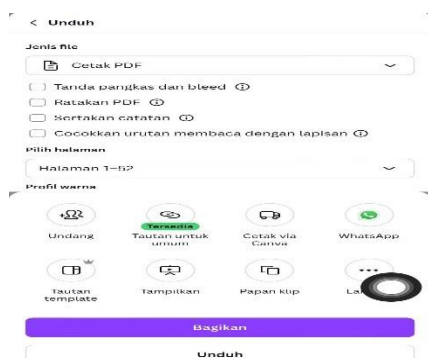 < Unduh
Jenis file
Cetak PDF
Tanda pangkas dan bleed
Ratakan PDF
Sertakan catatan
Cocokkan urutan membaca dengan lapisan
Pilih halaman
Halaman 1-52
Profil warna
Undang
Tersedia
Tautan untuk umum
Cetak via Canva
WhatsApp
Tautan template
Tampilkan
Papan klip
Bagikan
Unduh